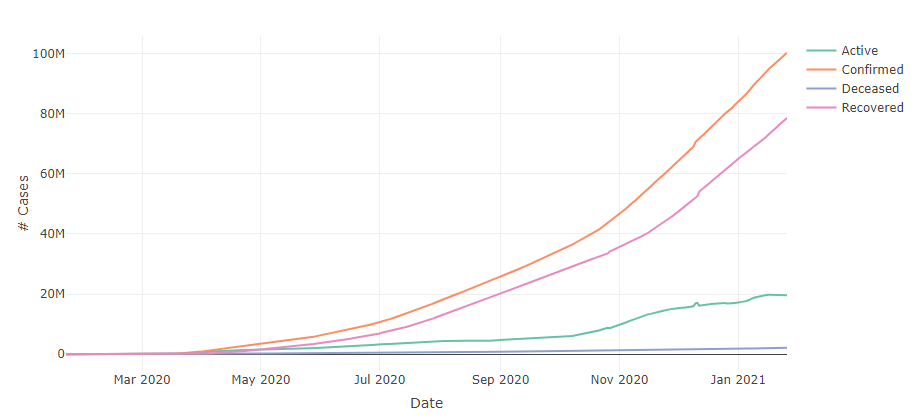 100M
80M
60M
40M
20M
0
# Cases
Mar 2020
May 2020
Jul 2020
Sep 2020
Nov 2020
Jan 2021
Date
Active
Confirmed
Deceased
Recovered